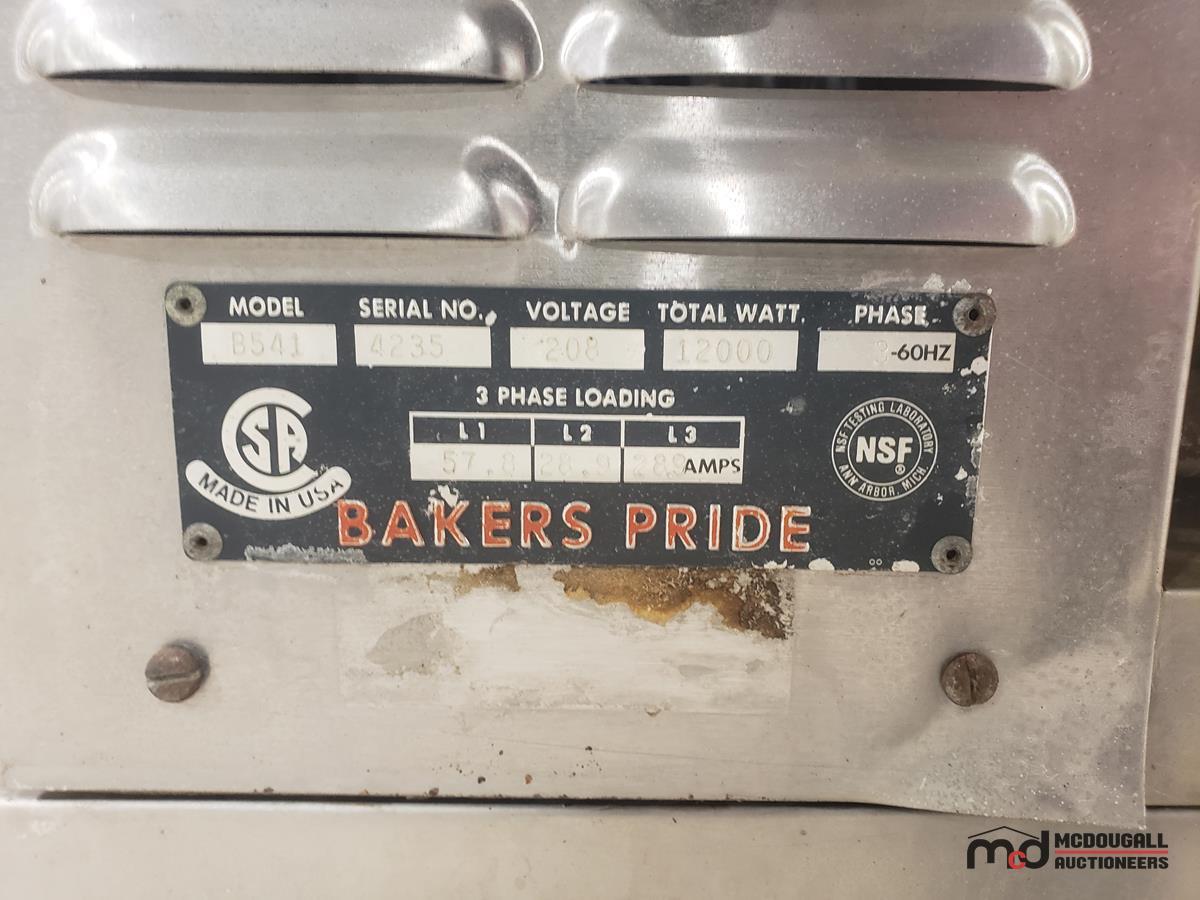 MODEL SERIAL NO. VOLTAGE TOTAL WATT. PHASE
B541 4235 208 12000 3-60HZ
3 PHASE LOADING
L1 L2 L3
57.8 28.9 28.9 AMPS
CSA
MADE IN USA
NSF TESTING LABORATORY
NSF®
ANN ARBOR, MICH.
BAKERS PRIDE
mcd MCDOUGALL
AUCTIONEERS